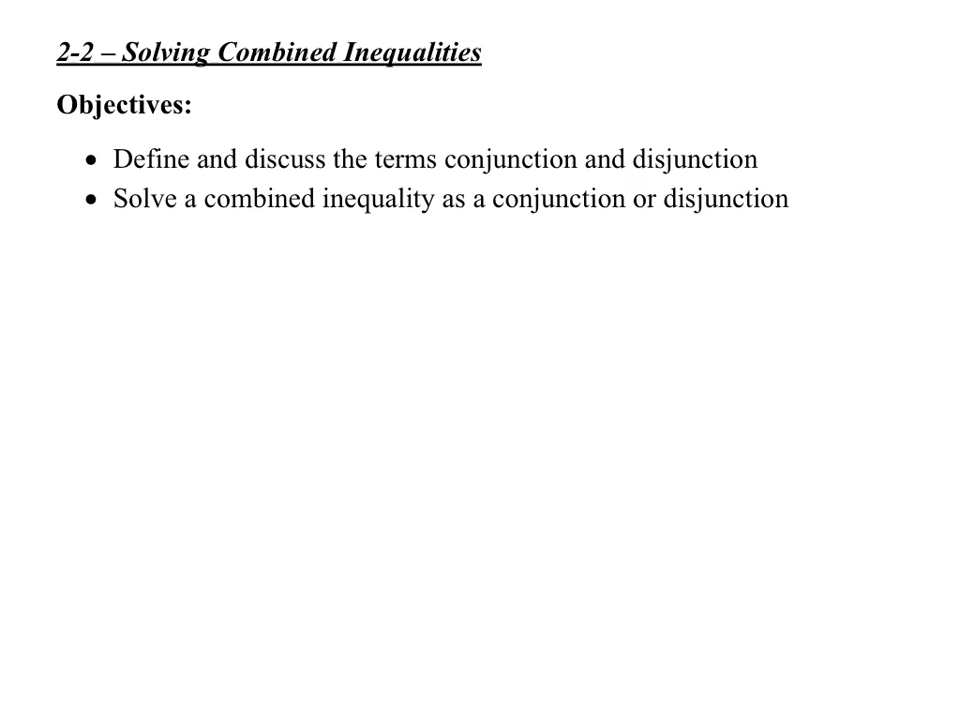 2-2 – Solving Combined Inequalities
Objectives:
• Define and discuss the terms conjunction and disjunction
• Solve a combined inequality as a conjunction or disjunction